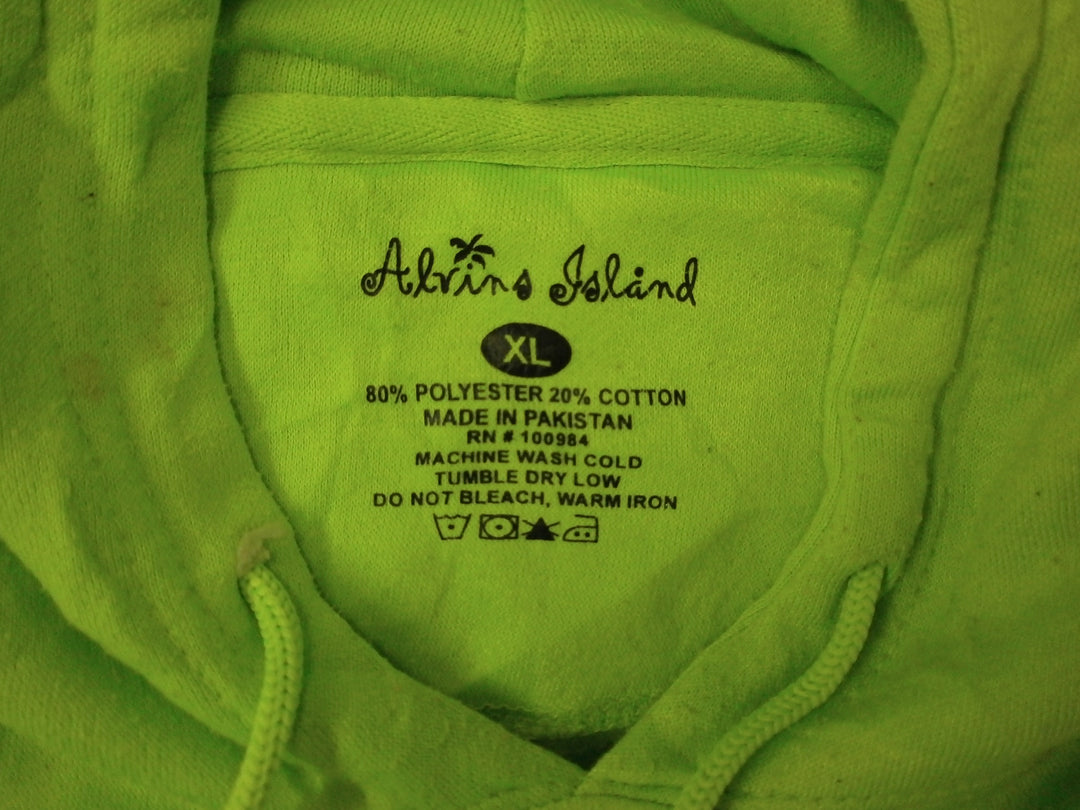 Alvins Island
XL
80% POLYESTER 20% COTTON
MADE IN PAKISTAN
RN # 100984
MACHINE WASH COLD
TUMBLE DRY LOW
DO NOT BLEACH, WARM IRON